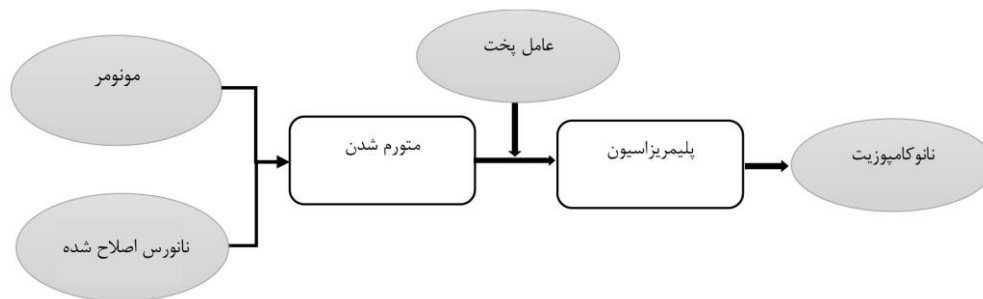 عامل پخت
مونومر
متورم شدن
پلیمریزاسیون
نانوکامپوزیت
نانورس اصلاح شده